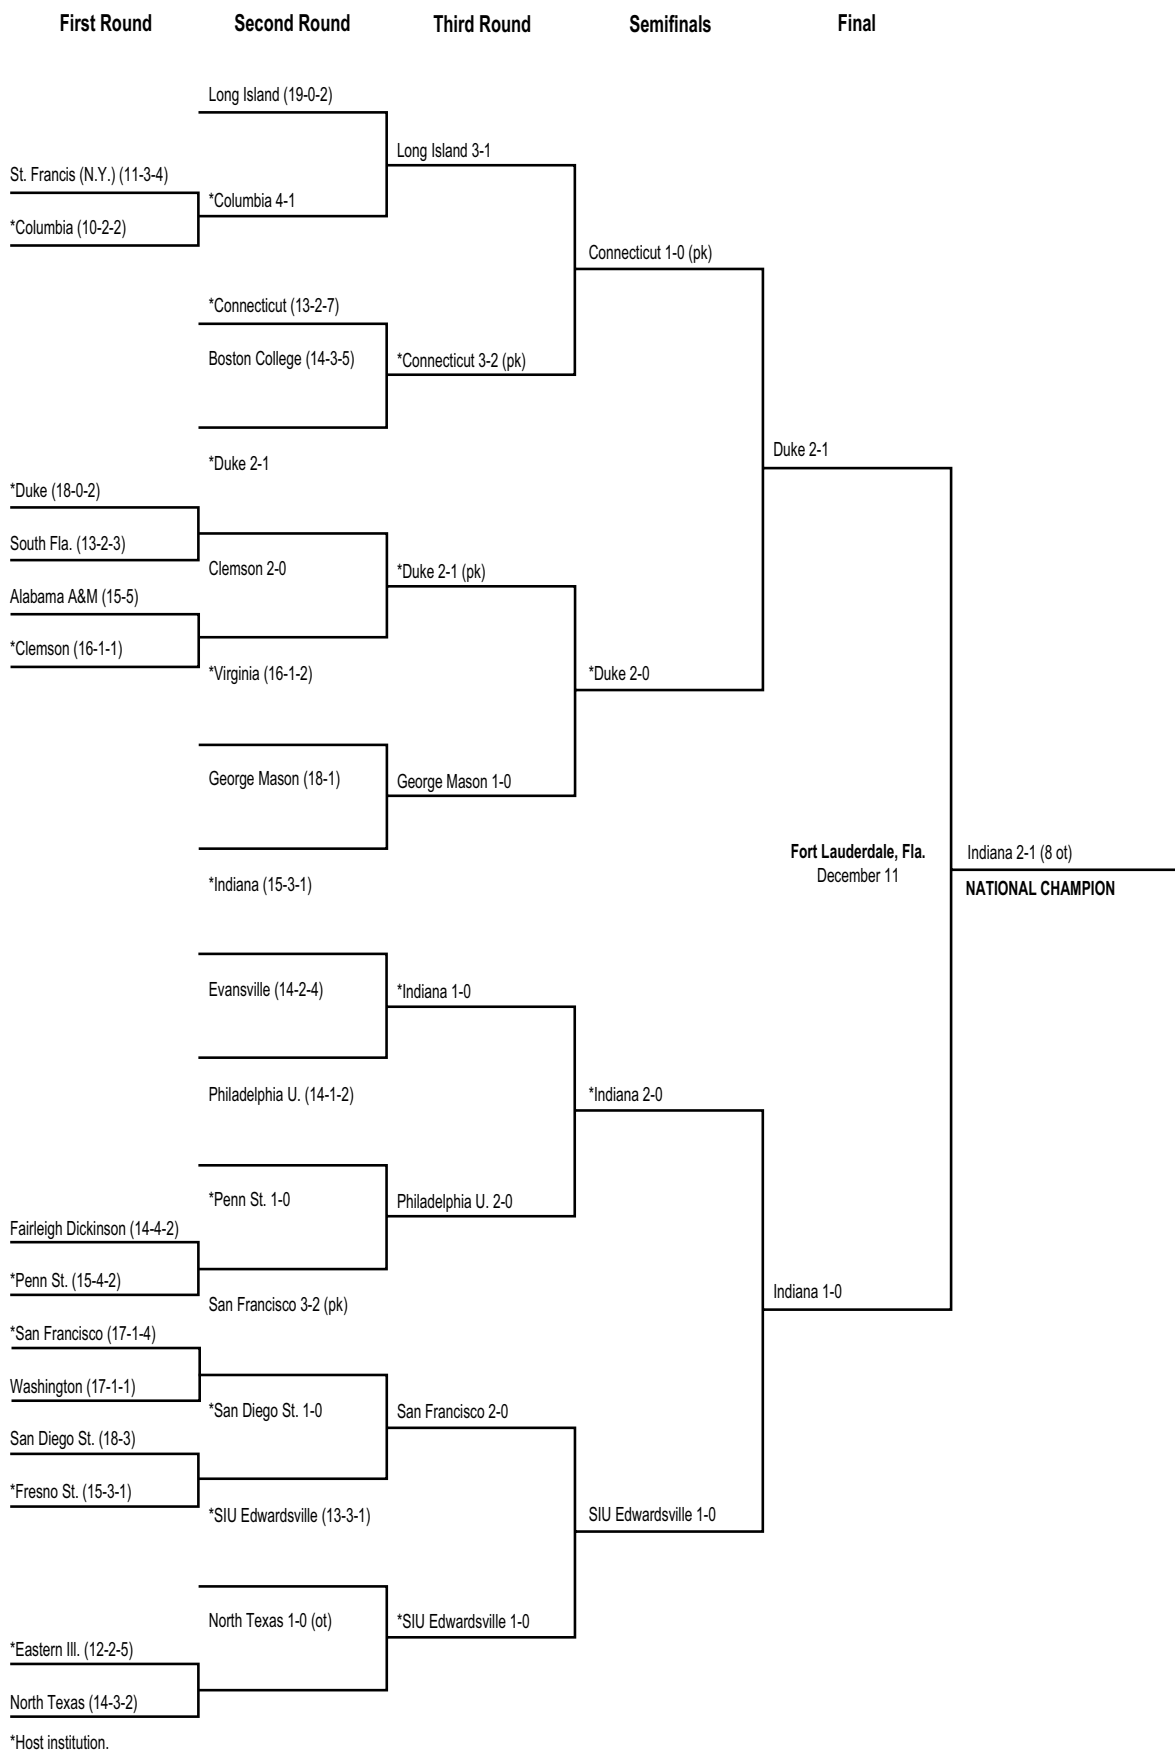 First Round
Second Round
Third Round
Semifinals
Final
Long Island (19-0-2)
Long Island 3-1
St. Francis (N.Y.) (11-3-4)
*Columbia 4-1
*Columbia (10-2-2)
Connecticut 1-0 (pk)
*Connecticut (13-2-7)
Boston College (14-3-5)
*Connecticut 3-2 (pk)
Duke 2-1
*Duke 2-1
*Duke (18-0-2)
South Fla. (13-2-3)
Clemson 2-0
*Duke 2-1 (pk)
Alabama A&M (15-5)
*Clemson (16-1-1)
*Virginia (16-1-2)
*Duke 2-0
George Mason (18-1)
George Mason 1-0
Fort Lauderdale, Fla.
December 11
Indiana 2-1 (8 ot)
NATIONAL CHAMPION
*Indiana (15-3-1)
Evansville (14-2-4)
*Indiana 1-0
Philadelphia U. (14-1-2)
*Indiana 2-0
*Penn St. 1-0
Philadelphia U. 2-0
Fairleigh Dickinson (14-4-2)
*Penn St. (15-4-2)
Indiana 1-0
San Francisco 3-2 (pk)
*San Francisco (17-1-4)
Washington (17-1-1)
*San Diego St. 1-0
San Francisco 2-0
San Diego St. (18-3)
*Fresno St. (15-3-1)
*SIU Edwardsville (13-3-1)
SIU Edwardsville 1-0
North Texas 1-0 (ot)
*SIU Edwardsville 1-0
*Eastern Ill. (12-2-5)
North Texas (14-3-2)
*Host institution.